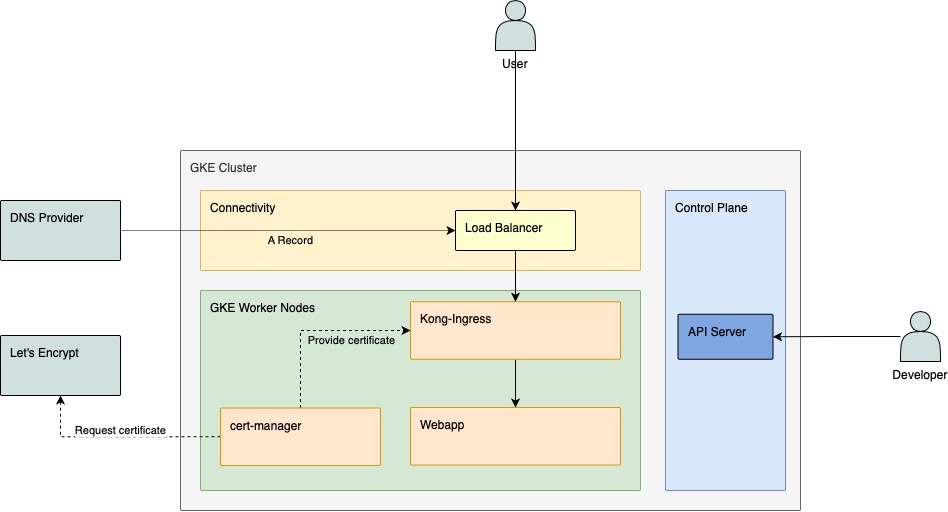 User
GKE Cluster
DNS Provider
Connectivity
Control Plane
Load Balancer
A Record
GKE Worker Nodes
Kong-Ingress
API Server
Provide certificate
Let's Encrypt
Developer
cert-manager
Webapp
Request certificate